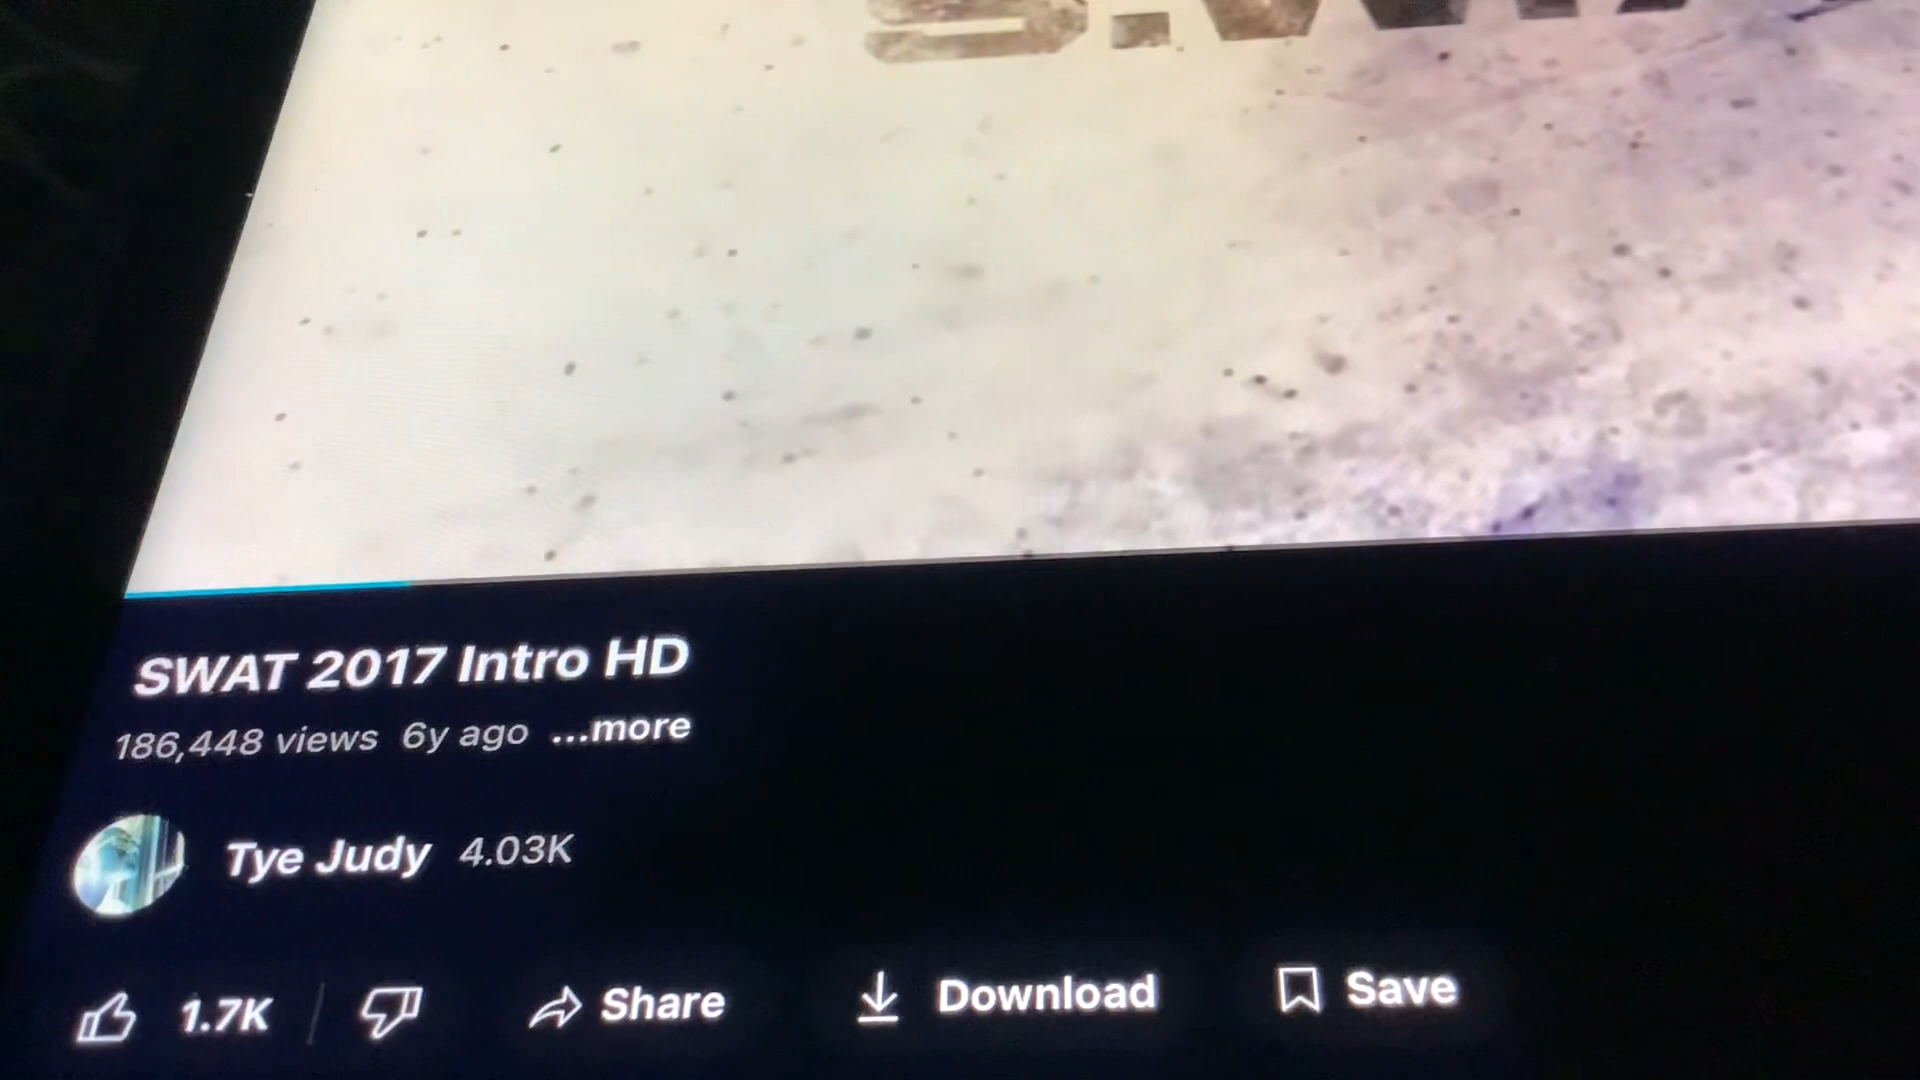 SWAT 2017 Intro HD
186,448 views 6y ago ...more
Tye Judy 4.03K
1.7K Share Download Save